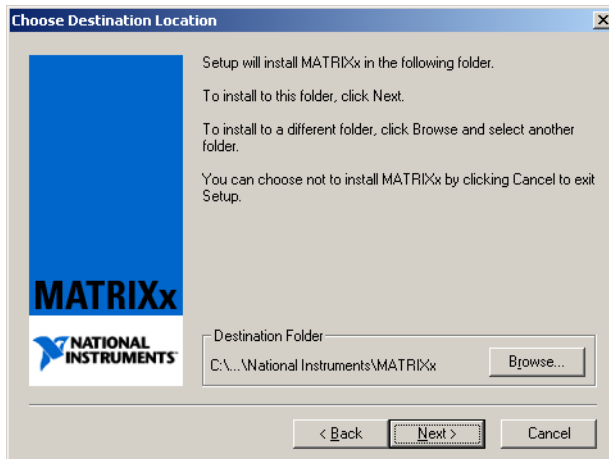 Choose Destination Location
Setup will install MATRIXx in the following folder.
To install to this folder, click Next.
To install to a different folder, click Browse and select another
folder.
You can choose not to install MATRIXx by clicking Cancel to exit
Setup.
MATRIXx
NATIONAL
INSTRUMENTS
Destination Folder
C:\...\National Instruments\MATRIXx
Browse...
< Back
Next >
Cancel